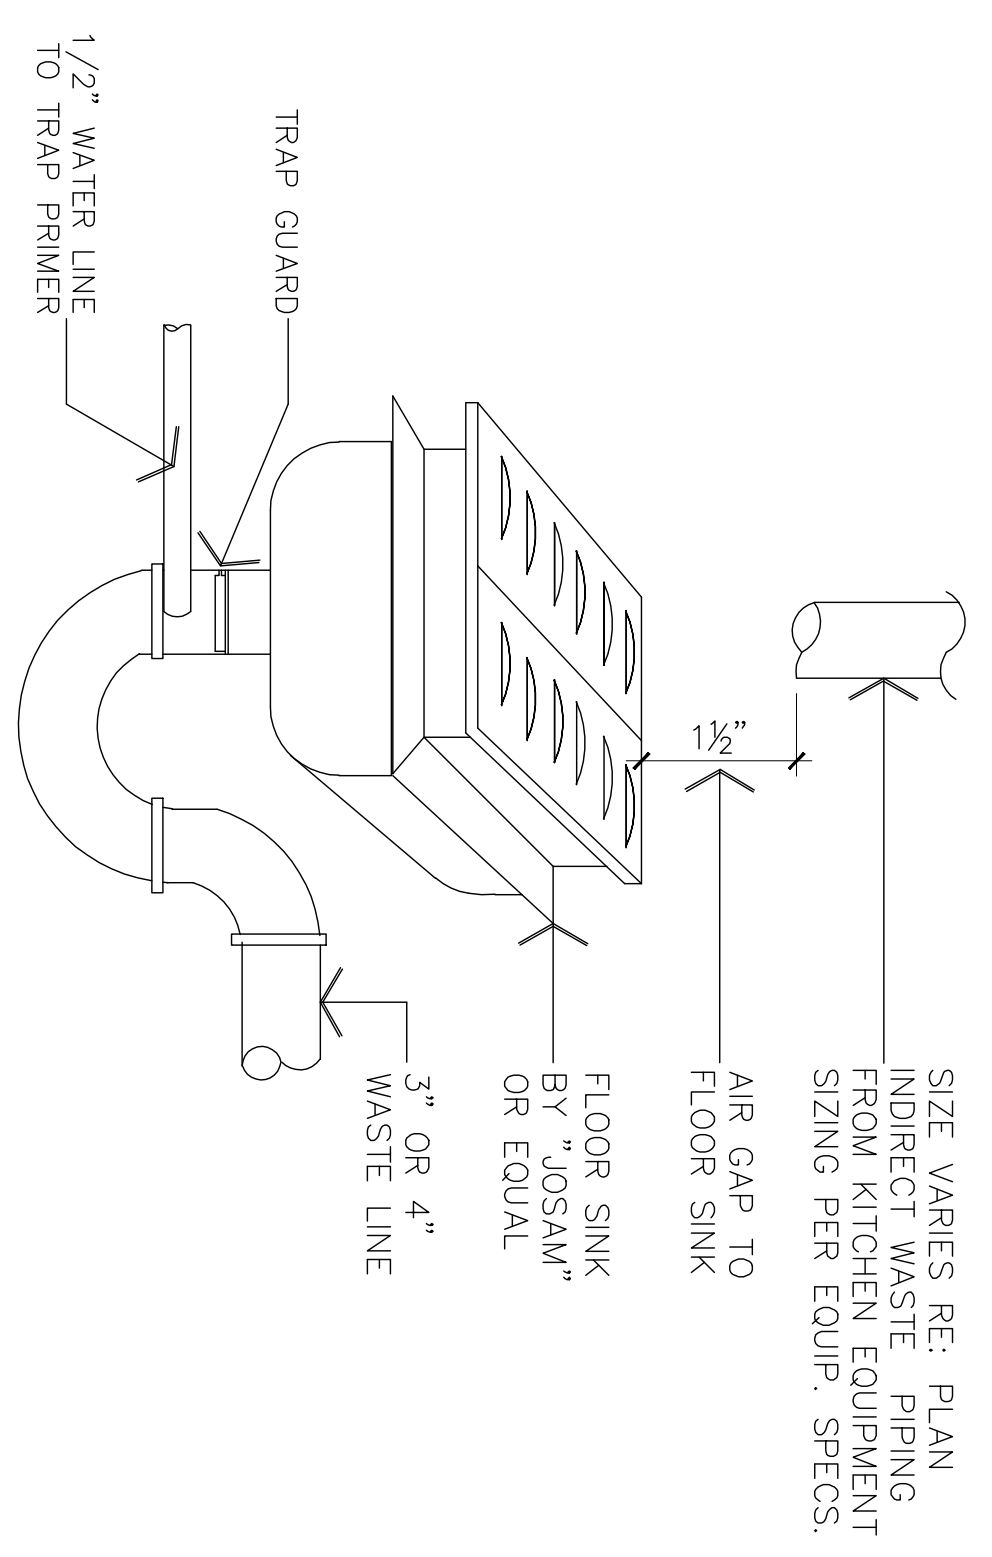 SIZE VARIES RE: PLAN
INDIRECT WASTE PIPING
FROM KITCHEN EQUIPMENT
SIZING PER EQUIP. SPECS.
1½"
AIR GAP TO
FLOOR SINK
FLOOR SINK
BY "JOSAM"
OR EQUAL
3" OR 4"
WASTE LINE
TRAP GUARD
1/2" WATER LINE
TO TRAP PRIMER